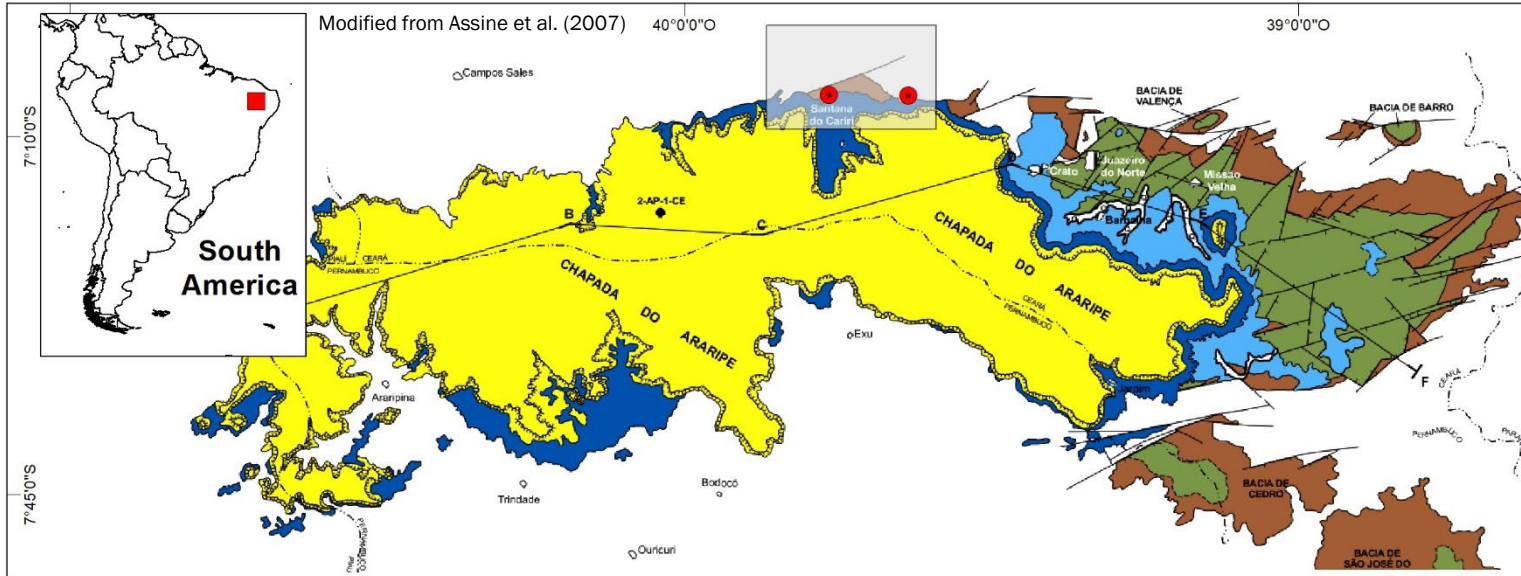 Modified from Assine et al. (2007)
40°0'0"O
39°0'0"O
Campos Sales
BACIA DE
VALENÇA
BACIA DE BARRO
7°10'0"S
Santana
do Cariri
Crato
Juazeiro
do Norte
Missão
Velha
2-AP-1-CE
B
C
E
Barbalha
South
America
PIAUÍ
CEARÁ
PERNAMBUCO
CHAPADA
DO
ARARIPE
CHAPADA
DO
ARARIPE
CEARÁ
PERNAMBUCO
Exu
F
CEARÁ
Jardim
Araripina
PERNAMBUCO
7°45'0"S
Trindade
Bodocó
BACIA DE
CEDRO
Ouricuri
BACIA DE
SÃO JOSÉ DO